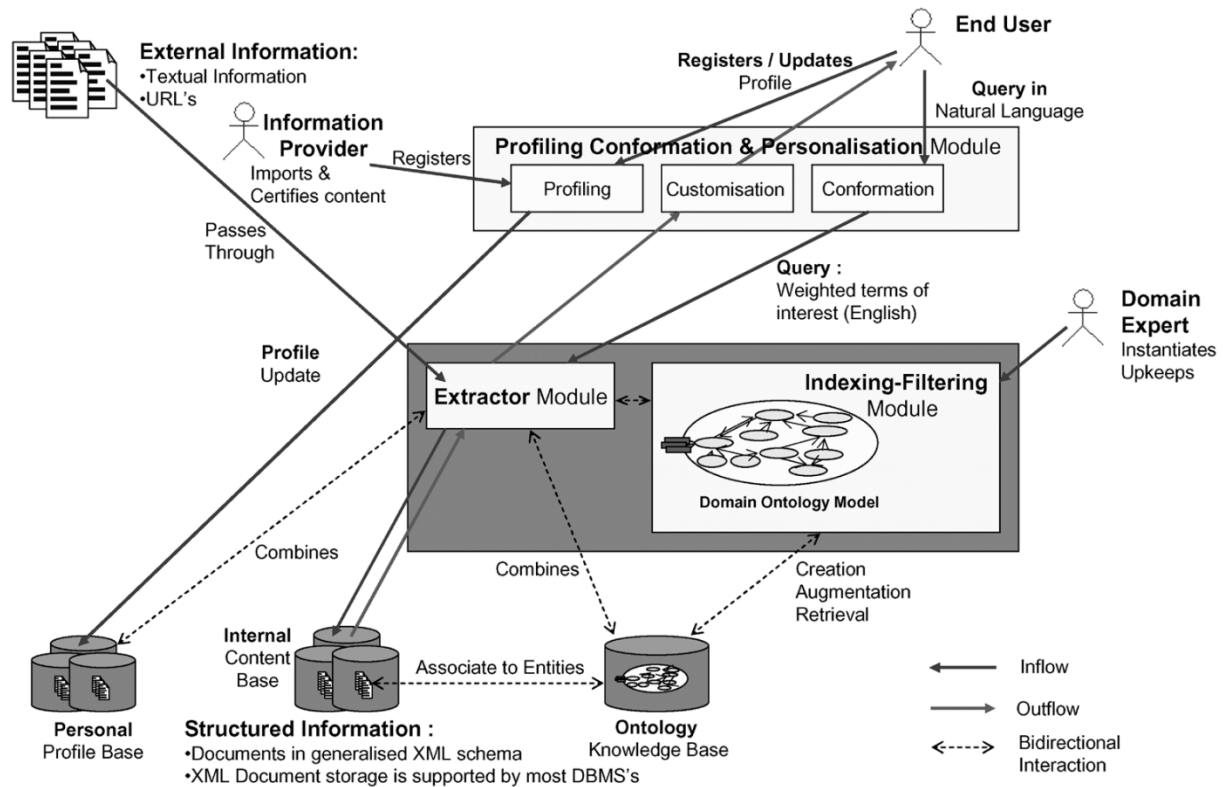 External Information:
•Textual Information
•URL's
End User
Registers / Updates
Profile
Query in
Natural Language
Information
Provider
Imports &
Certifies content
Registers
Profiling Conformation & Personalisation Module
Profiling
Customisation
Conformation
Passes
Through
Query :
Weighted terms of
interest (English)
Domain
Expert
Instantiates
Upkeeps
Profile
Update
Extractor Module
Indexing-Filtering
Module
Domain Ontology Model
Combines
Combines
Creation
Augmentation
Retrieval
Internal
Content
Base
Associate to Entities
Personal
Profile Base
Structured Information :
•Documents in generalised XML schema
•XML Document storage is supported by most DBMS's
Ontology
Knowledge Base
Inflow
Outflow
Bidirectional
Interaction